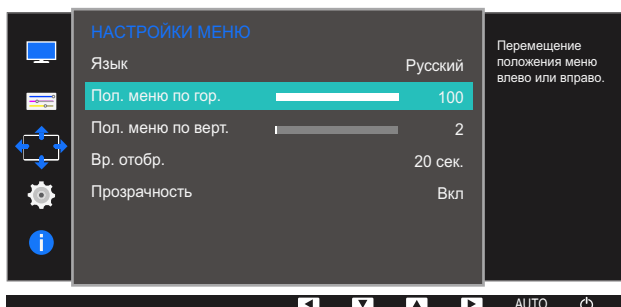 НАСТРОЙКИ МЕНЮ
Язык Русский
Пол. меню по гор. 100
Пол. меню по верт. 2
Вр. отобр. 20 сек.
Прозрачность Вкл
Перемещение
положения меню
влево или вправо.
AUTO